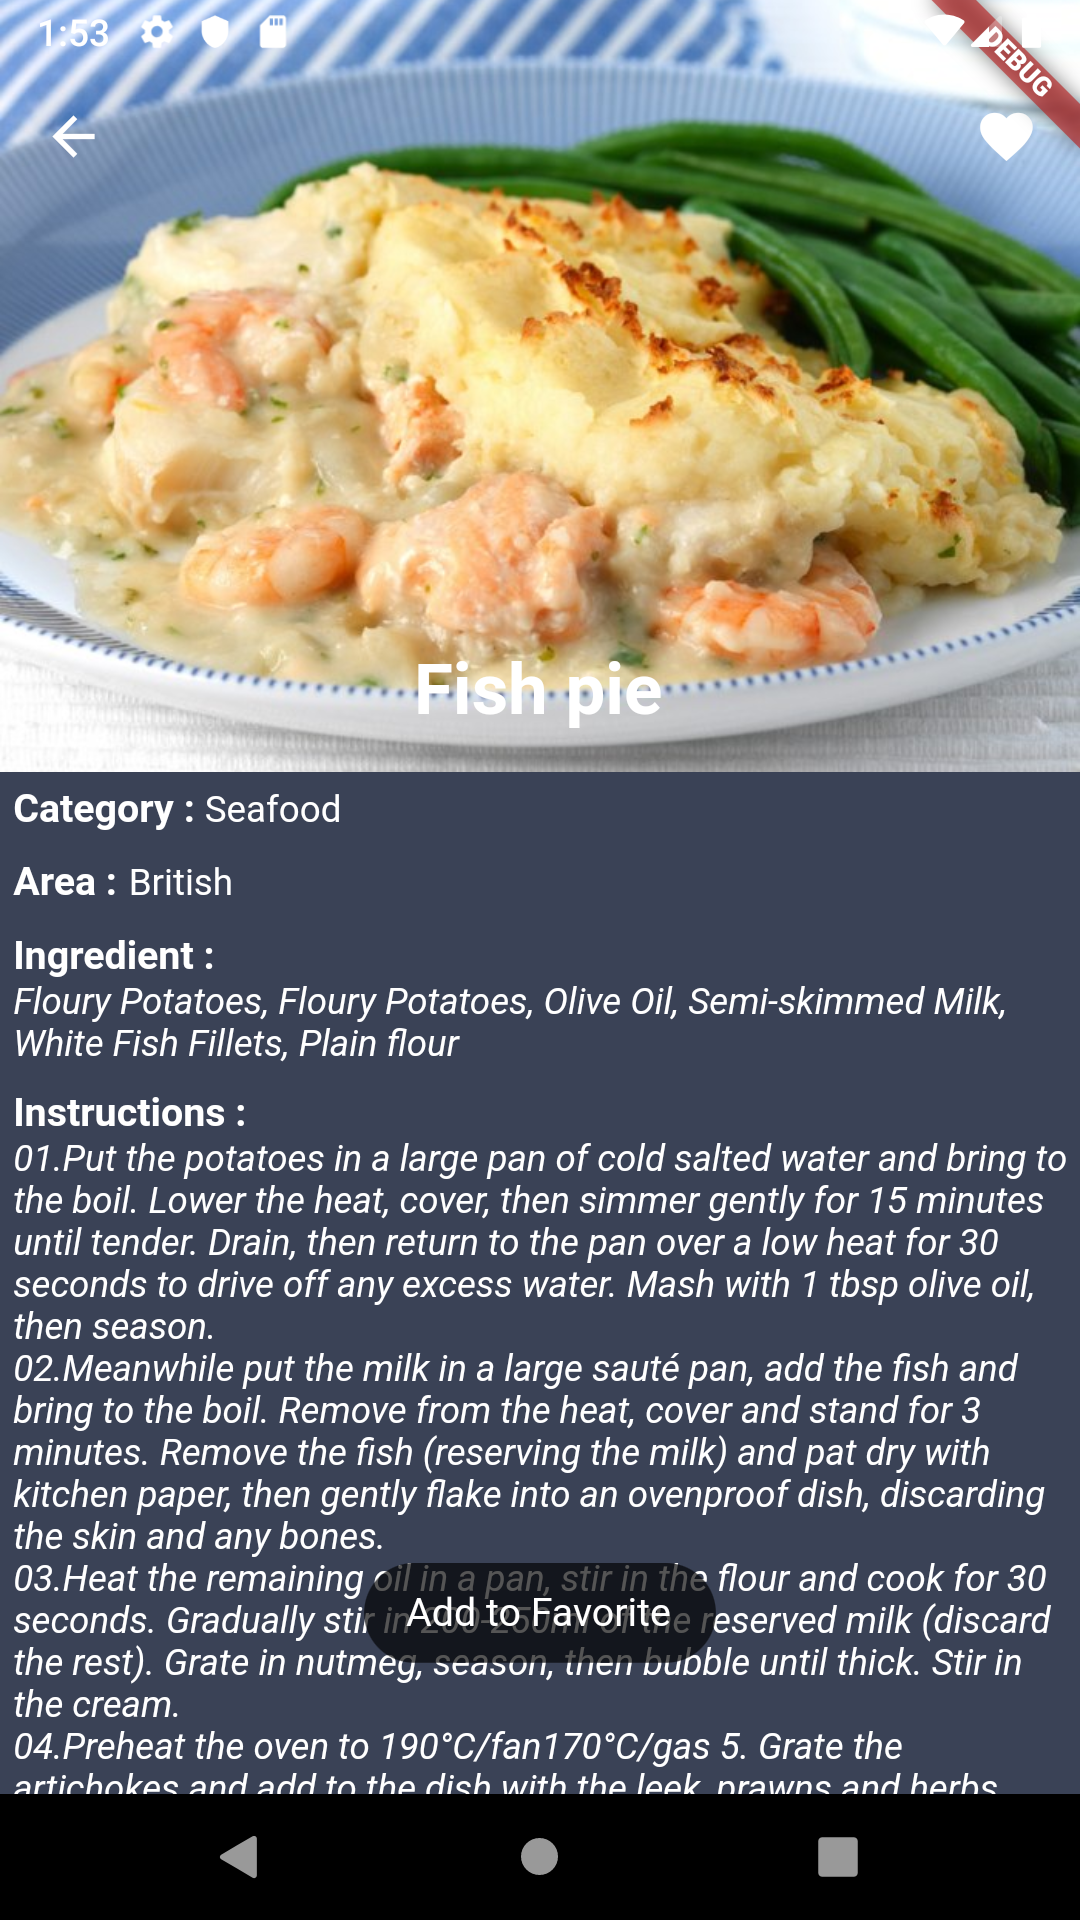 1:53
DEBUG
Fish pie
Category : Seafood
Area : British
Ingredient :
Floury Potatoes, Floury Potatoes, Olive Oil, Semi-skimmed Milk,
White Fish Fillets, Plain flour
Instructions :
01.Put the potatoes in a large pan of cold salted water and bring to
the boil. Lower the heat, cover, then simmer gently for 15 minutes
until tender. Drain, then return to the pan over a low heat for 30
seconds to drive off any excess water. Mash with 1 tbsp olive oil,
then season.
02.Meanwhile put the milk in a large sauté pan, add the fish and
bring to the boil. Remove from the heat, cover and stand for 3
minutes. Remove the fish (reserving the milk) and pat dry with
kitchen paper, then gently flake into an ovenproof dish, discarding
the skin and any bones.
03.Heat the remaining oil in a pan, stir in the flour and cook for 30
seconds. Gradually stir in 200-250ml of the reserved milk (discard
Add to Favorite
the rest). Grate in nutmeg, season, then bubble until thick. Stir in
the cream.
04.Preheat the oven to 190°C/fan170°C/gas 5. Grate the
artichokes and add to the dish with the leek, prawns and herbs.